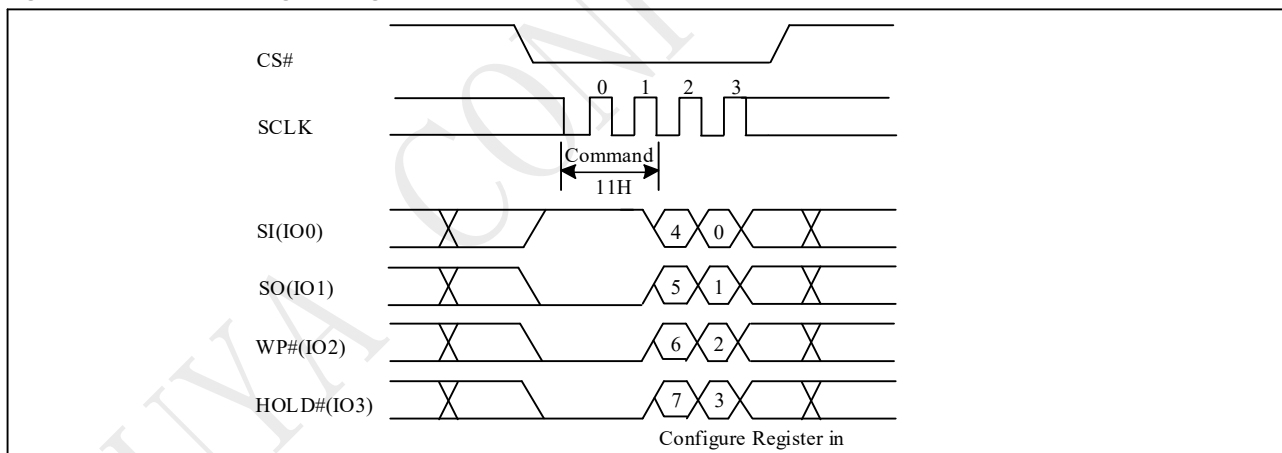 CS#
0 1 2 3
SCLK
Command
11H
SI(IO0) 4 0
SO(IO1) 5 1
WP#(IO2) 6 2
HOLD#(IO3) 7 3
Configure Register in